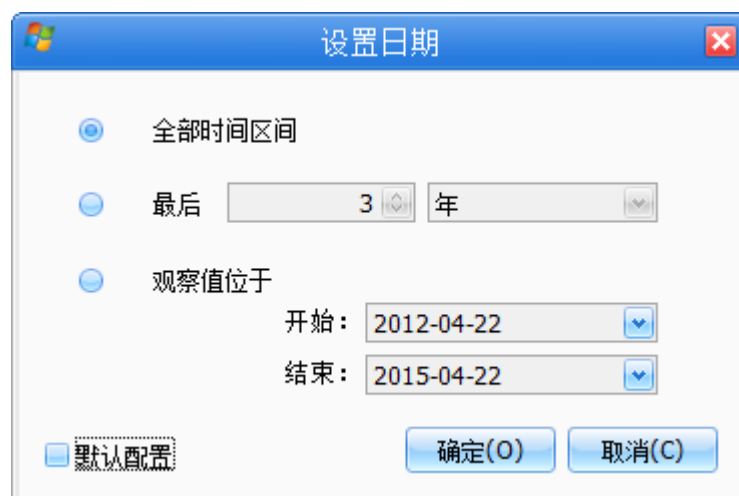 设置日期
全部时间区间
最后 3 年
观察值位于
开始: 2012-04-22
结束: 2015-04-22
默认配置 确定(O) 取消(C)